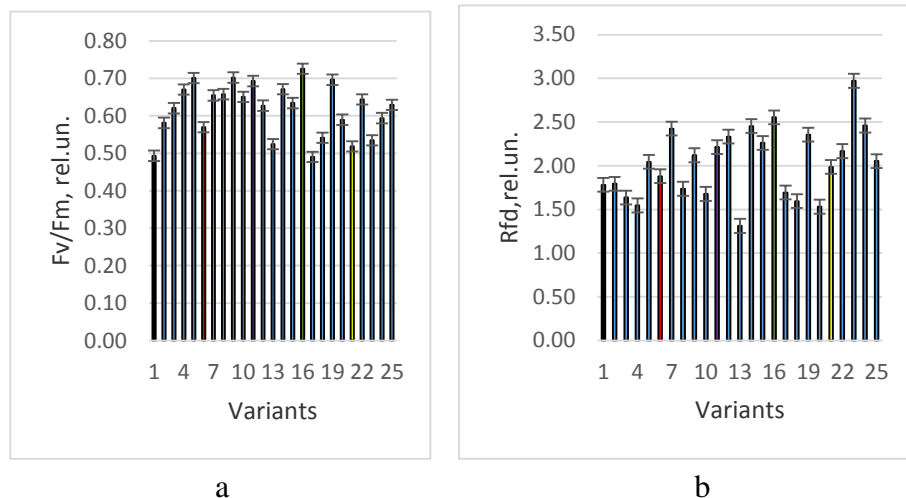 0.80
0.70
0.60
0.50
0.40
0.30
0.20
0.10
0.00
Fv/Fm, rel.un.
1 4 7 10 13 16 19 22 25
Variants
a
3.50
3.00
2.50
2.00
1.50
1.00
0.50
0.00
Rfd,rel.un.
1 4 7 10 13 16 19 22 25
Variants
b